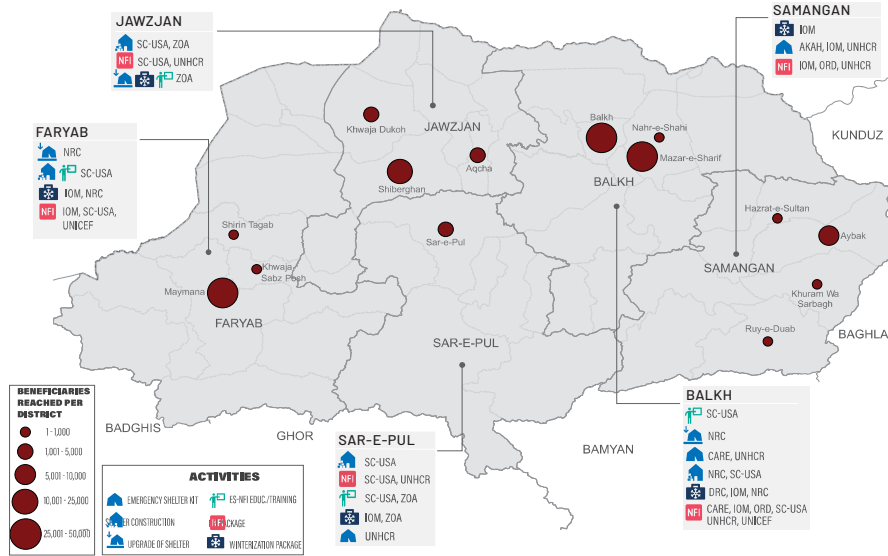 JAWZJAN
SC-USA, ZOA
NFI SC-USA, UNHCR
ZOA
SAMANGAN
IOM
AKAH, IOM, UNHCR
NFI IOM, ORD, UNHCR
FARYAB
NRC
SC-USA
IOM, NRC
NFI IOM, SC-USA,
UNICEF
KUNDUZ
Khwaja Dukoh
JAWZJAN
Aqcha
Shiberghan
Balkh
Nahr-e-Shahi
Mazar-e-Sharif
BALKH
Hazrat-e-Sultan
Aybak
SAMANGAN
Khuram Wa
Sarbagh
Ruy-e-Duab
BAGHLA
Shirin Tagab
Khwaja
Sabz Posh
Maymana
FARYAB
Sar-e-Pul
SAR-E-PUL
BADGHIS
GHOR
BAMYAN
BENEFICIARIES
REACHED PER
DISTRICT
1-1,000
1,001-5,000
5,001-10,000
10,001-25,000
25,001-50,000
ACTIVITIES
EMERGENCY SHELTER KIT
CONSTRUCTION
UPGRADE OF SHELTER
ES-NFI EDUC./TRAINING
NFI PACKAGE
WINTERIZATION PACKAGE
SAR-E-PUL
SC-USA
NFI SC-USA, UNHCR
SC-USA, ZOA
IOM, ZOA
UNHCR
BALKH
SC-USA
NRC
CARE, UNHCR
NRC, SC-USA
DRC, IOM, NRC
NFI CARE, IOM, ORD, SC-USA
UNHCR, UNICEF